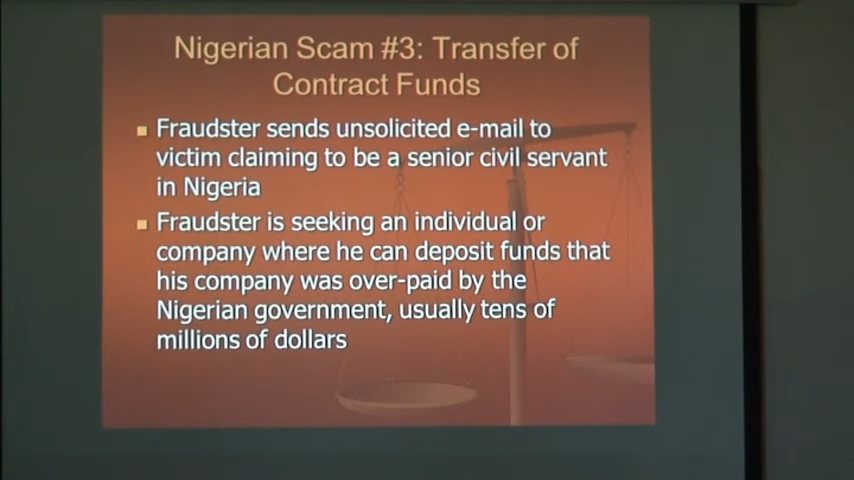 Nigerian Scam #3: Transfer of
Contract Funds
Fraudster sends unsolicited e-mail to
victim claiming to be a senior civil servant
in Nigeria
Fraudster is seeking an individual or
company where he can deposit funds that
his company was over-paid by the
Nigerian government, usually tens of
millions of dollars